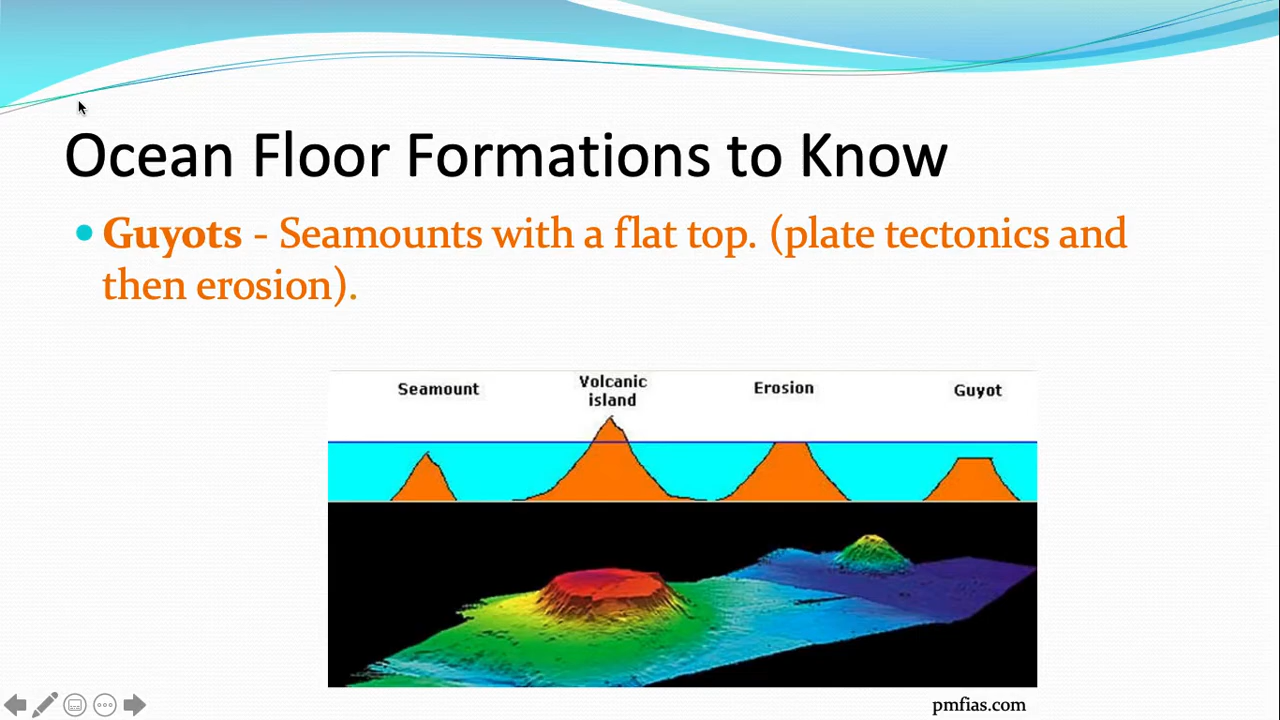 Ocean Floor Formations to Know
• Guyots - Seamounts with a flat top. (plate tectonics and
then erosion).
Seamount
Volcanic
island
Erosion
Guyot
pmfias.com